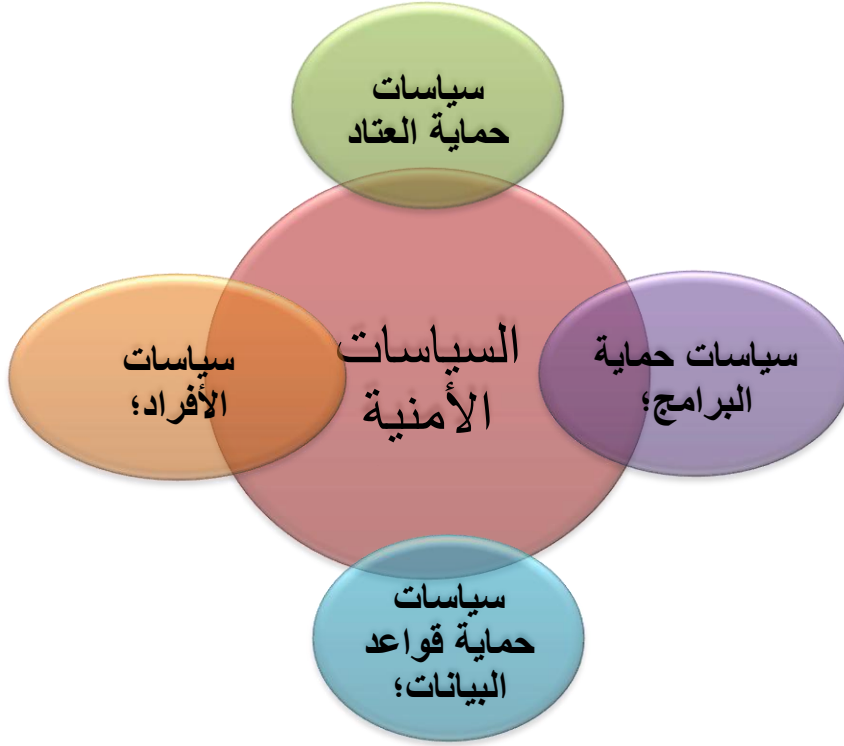 سياسات
حماية العتاد
السياسات
الأمنية
سياسات حماية
البرامج؛
سياسات
الأفراد؛
سياسات
حماية قواعد
البيانات؛